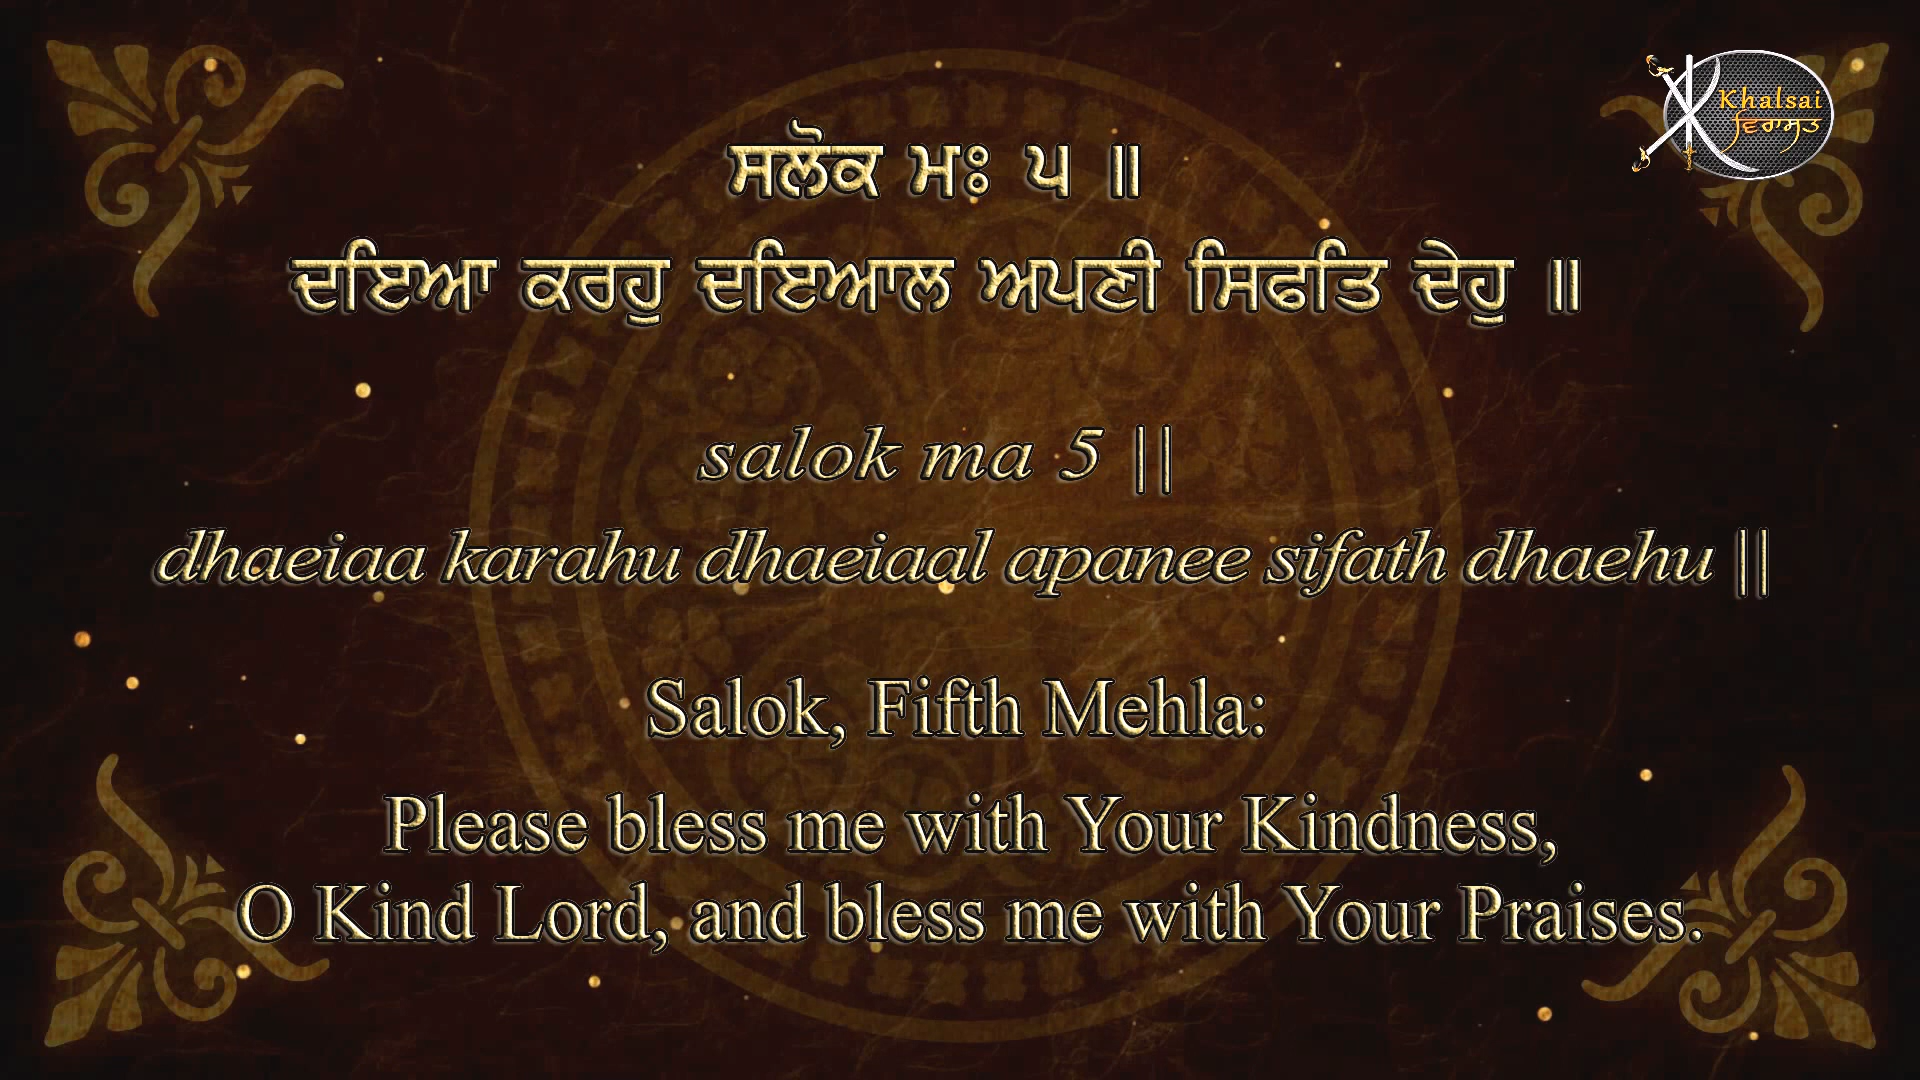 Khalsai
ਵਿਰਾਸਤ
ਸਲੋਕ ਮਃ ੫ ॥
ਦਇਆ ਕਰਹੁ ਦਇਆਲ ਅਪਣੀ ਸਿਫਤਿ ਦੇਹੁ ॥
salok ma 5 ||
dhaeiaa karahu dhaeiaal apanee sifath dhaehu ||
Salok, Fifth Mehla:
Please bless me with Your Kindness,
O Kind Lord, and bless me with Your Praises.